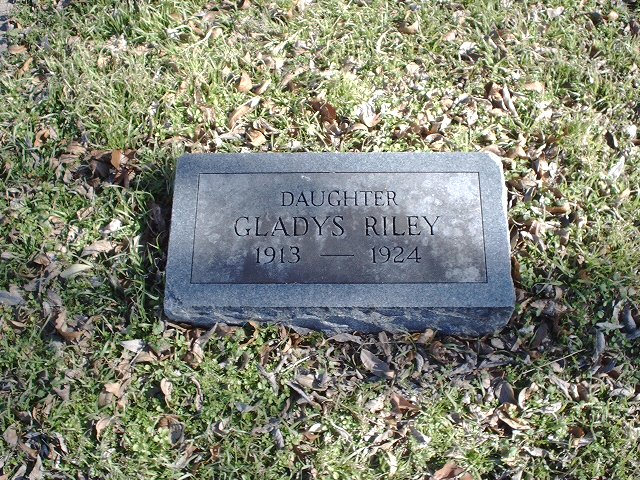 DAUGHTER
GLADYS RILEY
1913 — 1924